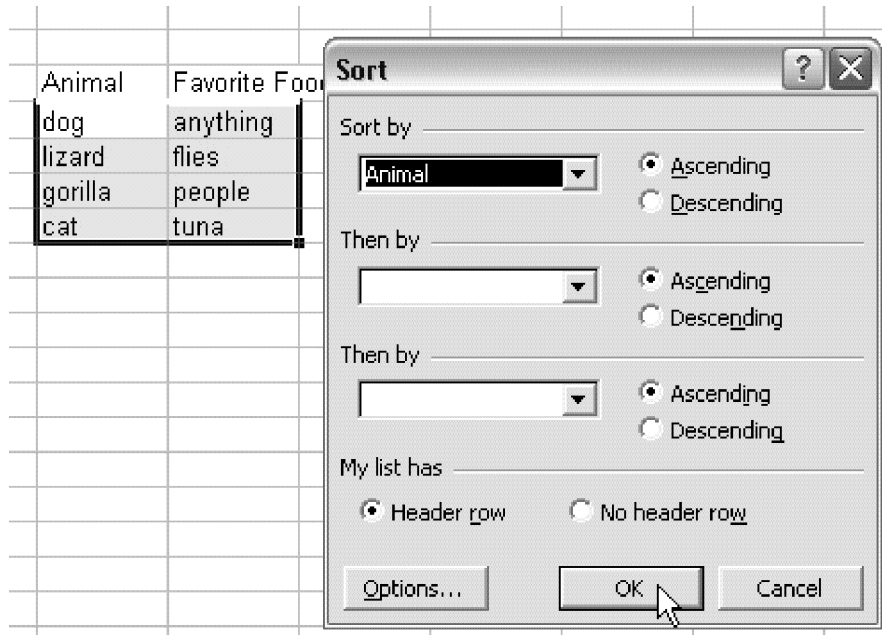 Animal Favorite Foo
dog anything
lizard flies
gorilla people
cat tuna
Sort
?
Sort by
Animal
Ascending
Descending
Then by
Ascending
Descending
Then by
Ascending
Descending
My list has
Header row No header row
Options... OK Cancel